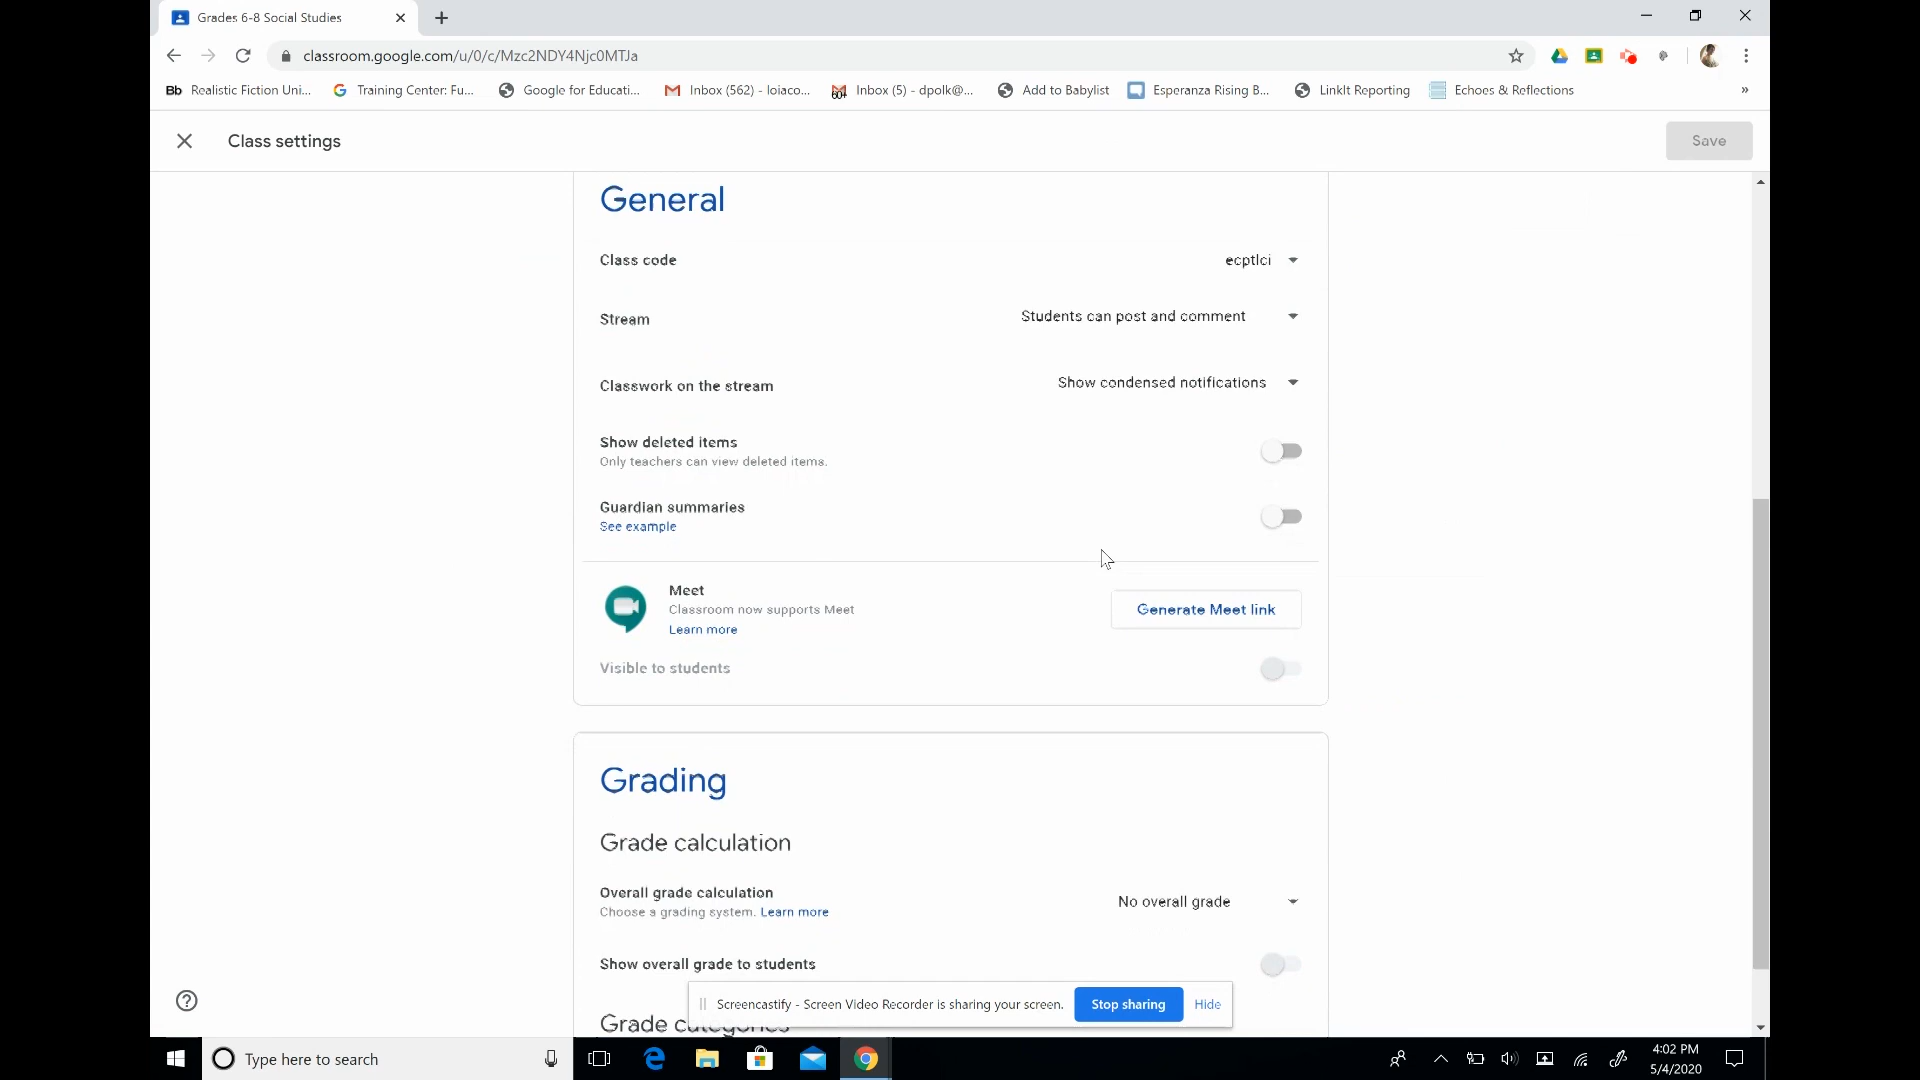 Grades 6-8 Social Studies
classroom.google.com/u/0/c/Mzc2NDY4Njc0MTJa
Bb Realistic Fiction Uni... Training Center: Fu... Google for Educati... Inbox (562) - loiaco... Inbox (5) - dpolk@... Add to Babylist Esperanza Rising B... LinkIt Reporting Echoes & Reflections »
Class settings Save
General
Class code ecptlci
Stream Students can post and comment
Classwork on the stream Show condensed notifications
Show deleted items
Only teachers can view deleted items.
Guardian summaries
See example
Meet
Classroom now supports Meet
Generate Meet link
Learn more
Visible to students
Grading
Grade calculation
Overall grade calculation
No overall grade
Choose a grading system. Learn more
Show overall grade to students
Screencastify - Screen Video Recorder is sharing your screen. Stop sharing Hide
Grade categories
Type here to search
4:02 PM
5/4/2020